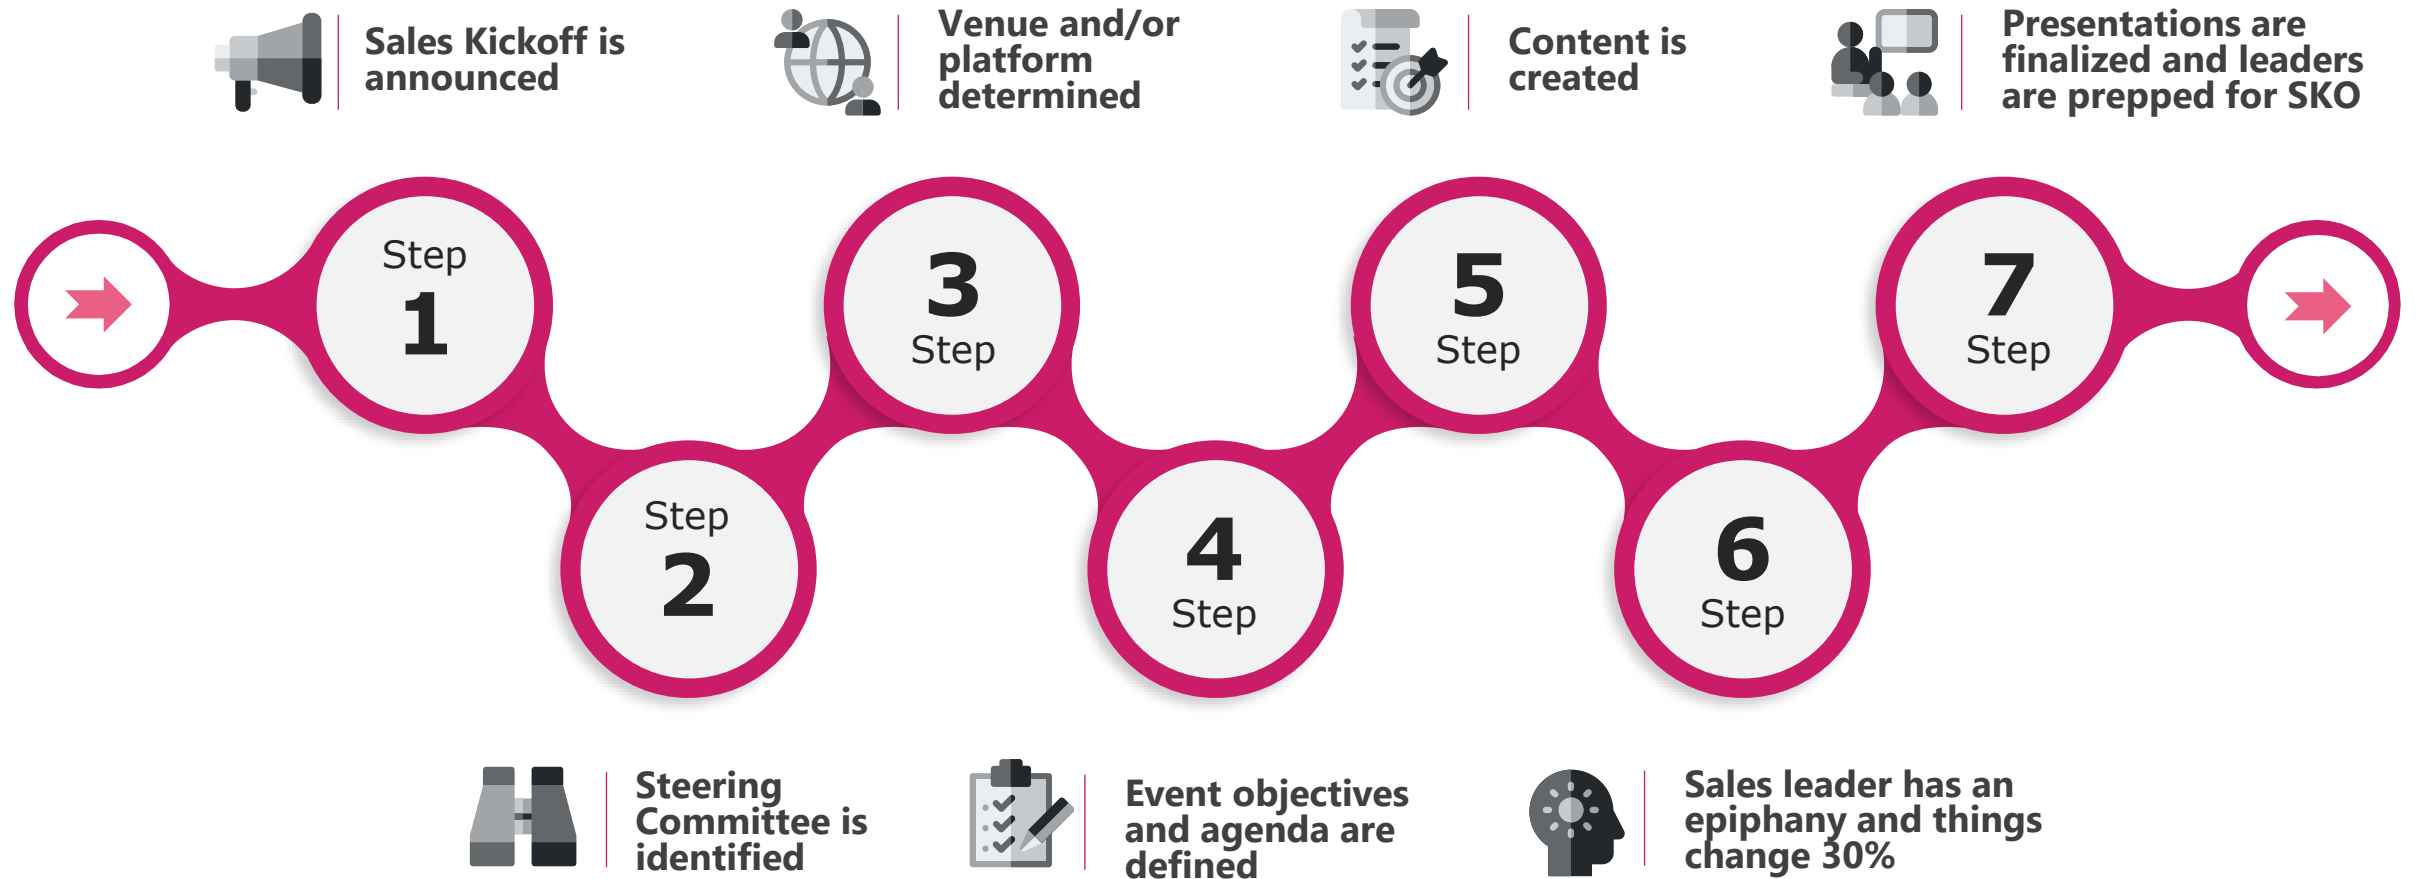 Sales Kickoff is
announced
Venue and/or
platform
determined
Content is
created
Presentations are
finalized and leaders
are prepped for SKO
Step
1
3
Step
5
Step
7
Step
Step
2
4
Step
6
Step
Steering
Committee is
identified
Event objectives
and agenda are
defined
Sales leader has an
epiphany and things
change 30%